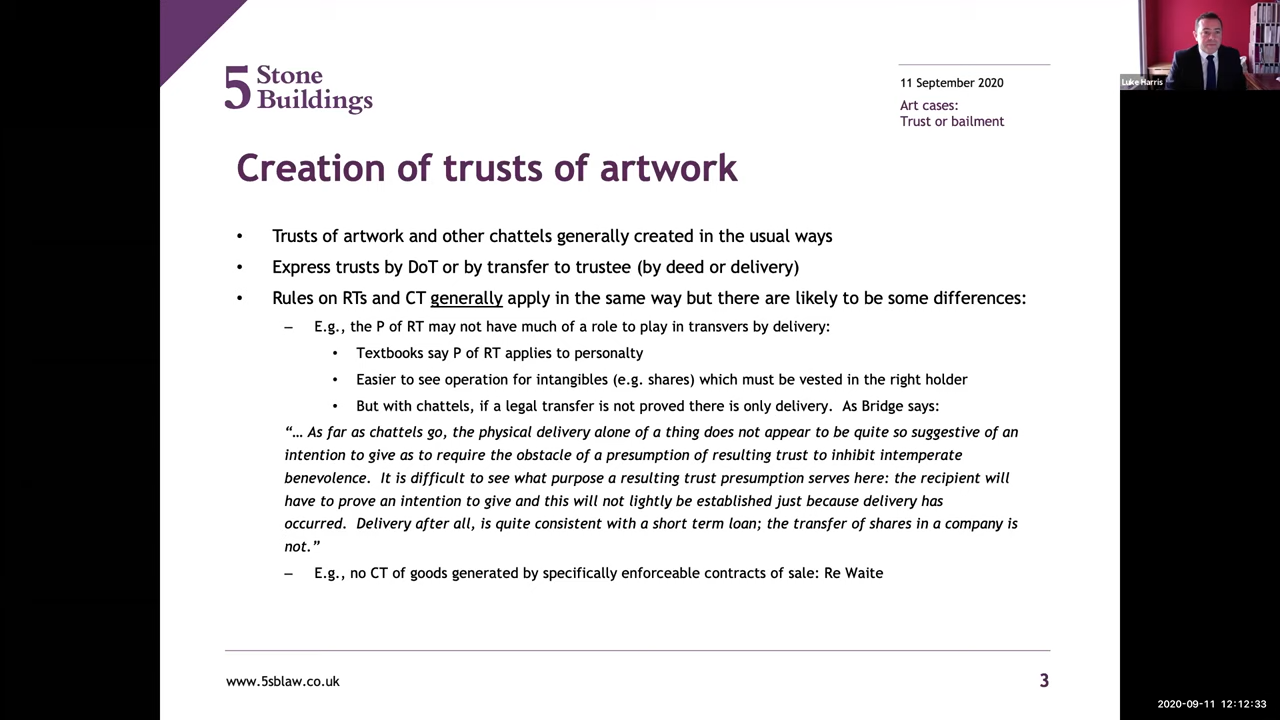 5 Stone
Buildings
11 September 2020
Art cases:
Trust or bailment
Luke Harris
Creation of trusts of artwork
• Trusts of artwork and other chattels generally created in the usual ways
• Express trusts by DoT or by transfer to trustee (by deed or delivery)
• Rules on RTs and CT generally apply in the same way but there are likely to be some differences:
– E.g., the P of RT may not have much of a role to play in transvers by delivery:
• Textbooks say P of RT applies to personalty
• Easier to see operation for intangibles (e.g. shares) which must be vested in the right holder
• But with chattels, if a legal transfer is not proved there is only delivery. As Bridge says:
“… As far as chattels go, the physical delivery alone of a thing does not appear to be quite so suggestive of an
intention to give as to require the obstacle of a presumption of resulting trust to inhibit intemperate
benevolence. It is difficult to see what purpose a resulting trust presumption serves here: the recipient will
have to prove an intention to give and this will not lightly be established just because delivery has
occurred. Delivery after all, is quite consistent with a short term loan; the transfer of shares in a company is
not.”
– E.g., no CT of goods generated by specifically enforceable contracts of sale: Re Waite
www.5sblaw.co.uk
3
2020-09-11 12:12:33